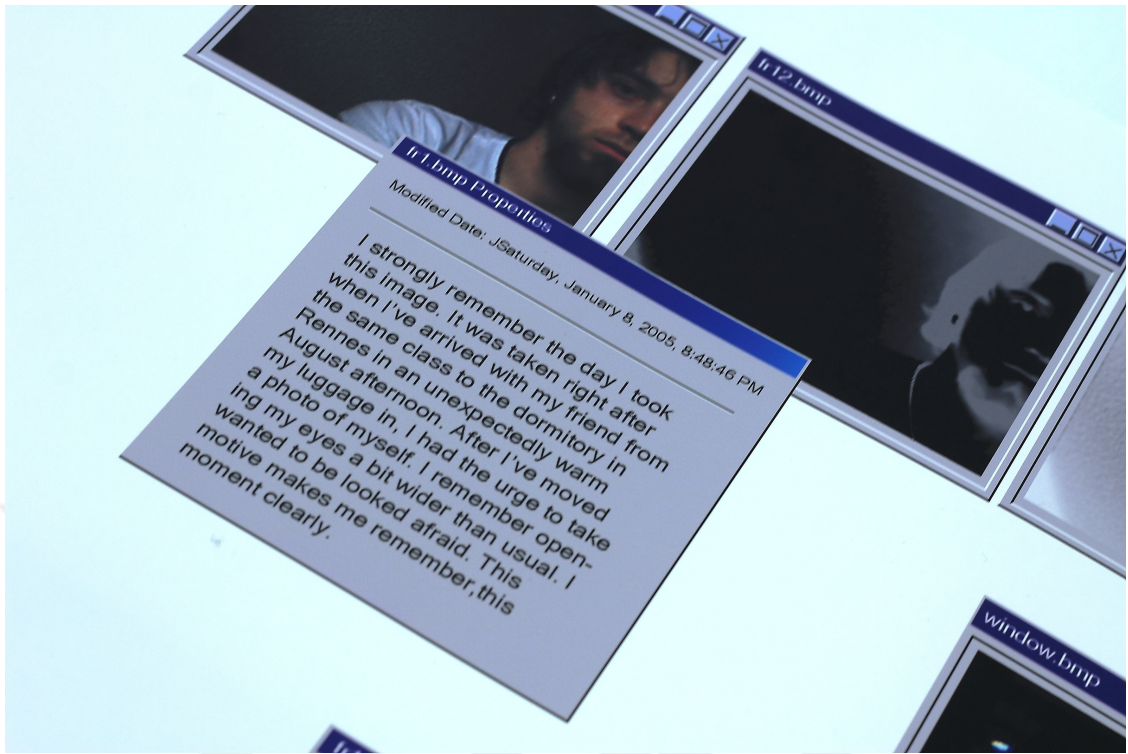 fr12.bmp
fr1.bmp Properties
Modified Date: JSaturday, January 8, 2005, 8:48:46 PM
I strongly remember the day I took
this image. It was taken right after
when I've arrived with my friend from
the same class to the dormitory in
Rennes in an unexpectedly warm
August afternoon. After I've moved
my luggage in, I had the urge to take
a photo of myself. I remember open-
ing my eyes a bit wider than usual. I
wanted to be looked afraid. This
motive makes me remember,this
moment clearly.
window.bmp